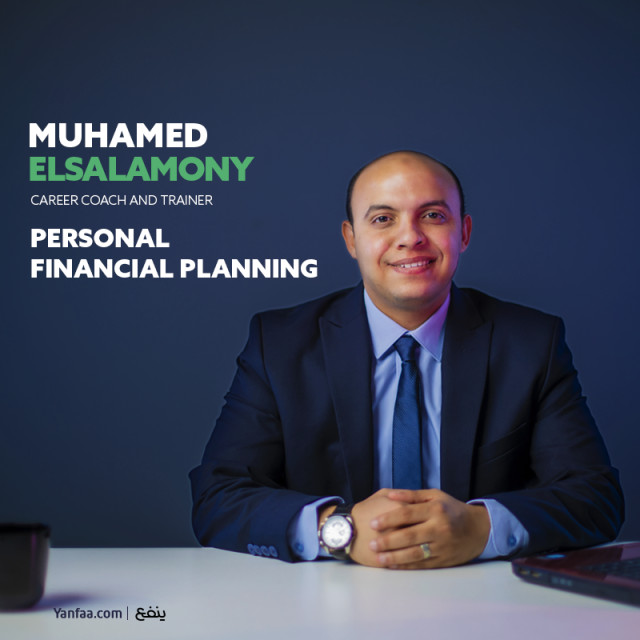 MUHAMED
ELSALAMONY
CAREER COACH AND TRAINER
PERSONAL
FINANCIAL PLANNING
Yanfaa.com | ينفع